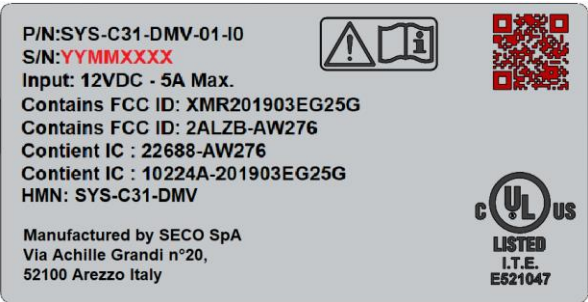 P/N:SYS-C31-DMV-01-I0
S/N:YYMMXXXX
Input: 12VDC - 5A Max.
Contains FCC ID: XMR201903EG25G
Contains FCC ID: 2ALZB-AW276
Contient IC : 22688-AW276
Contient IC : 10224A-201903EG25G
HMN: SYS-C31-DMV
Manufactured by SECO SpA
Via Achille Grandi n°20,
52100 Arezzo Italy
C UL US
LISTED
I.T.E.
E521047